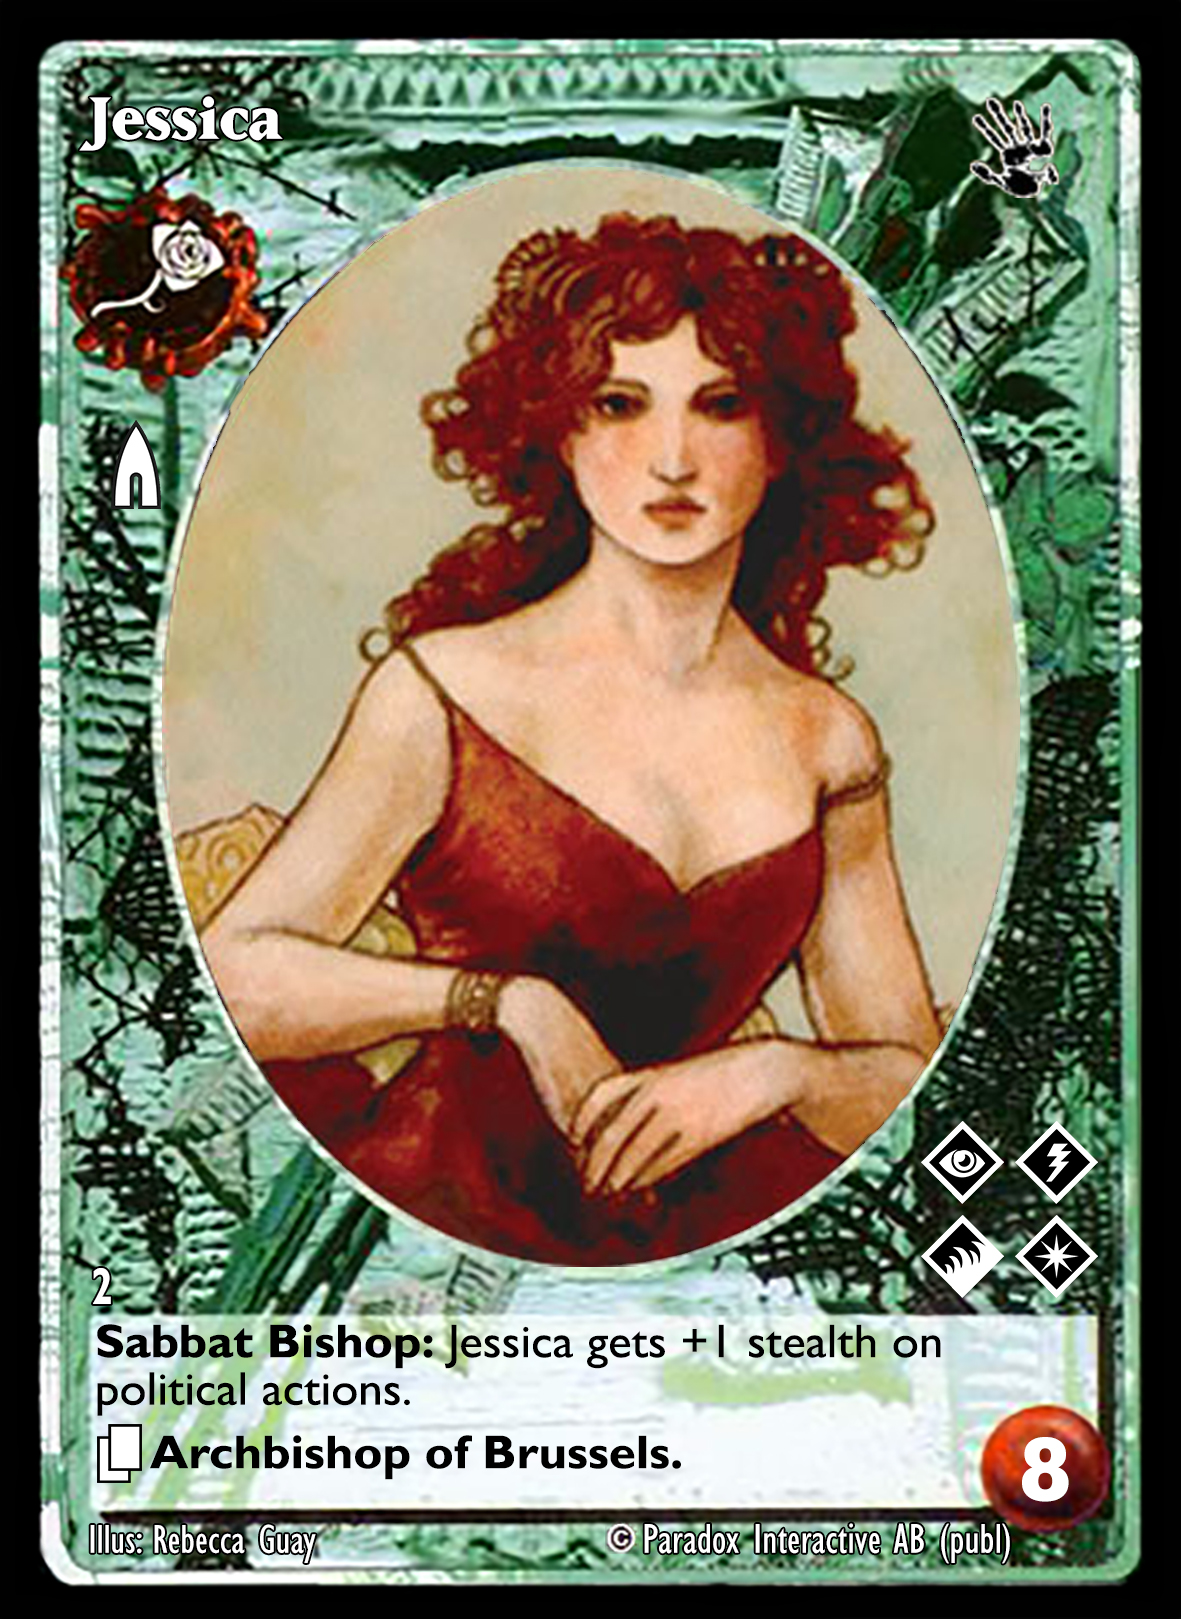 Jessica
2
Sabbat Bishop: Jessica gets +1 stealth on
political actions.
Archbishop of Brussels.
8
Illus: Rebecca Guay © Paradox Interactive AB (publ)